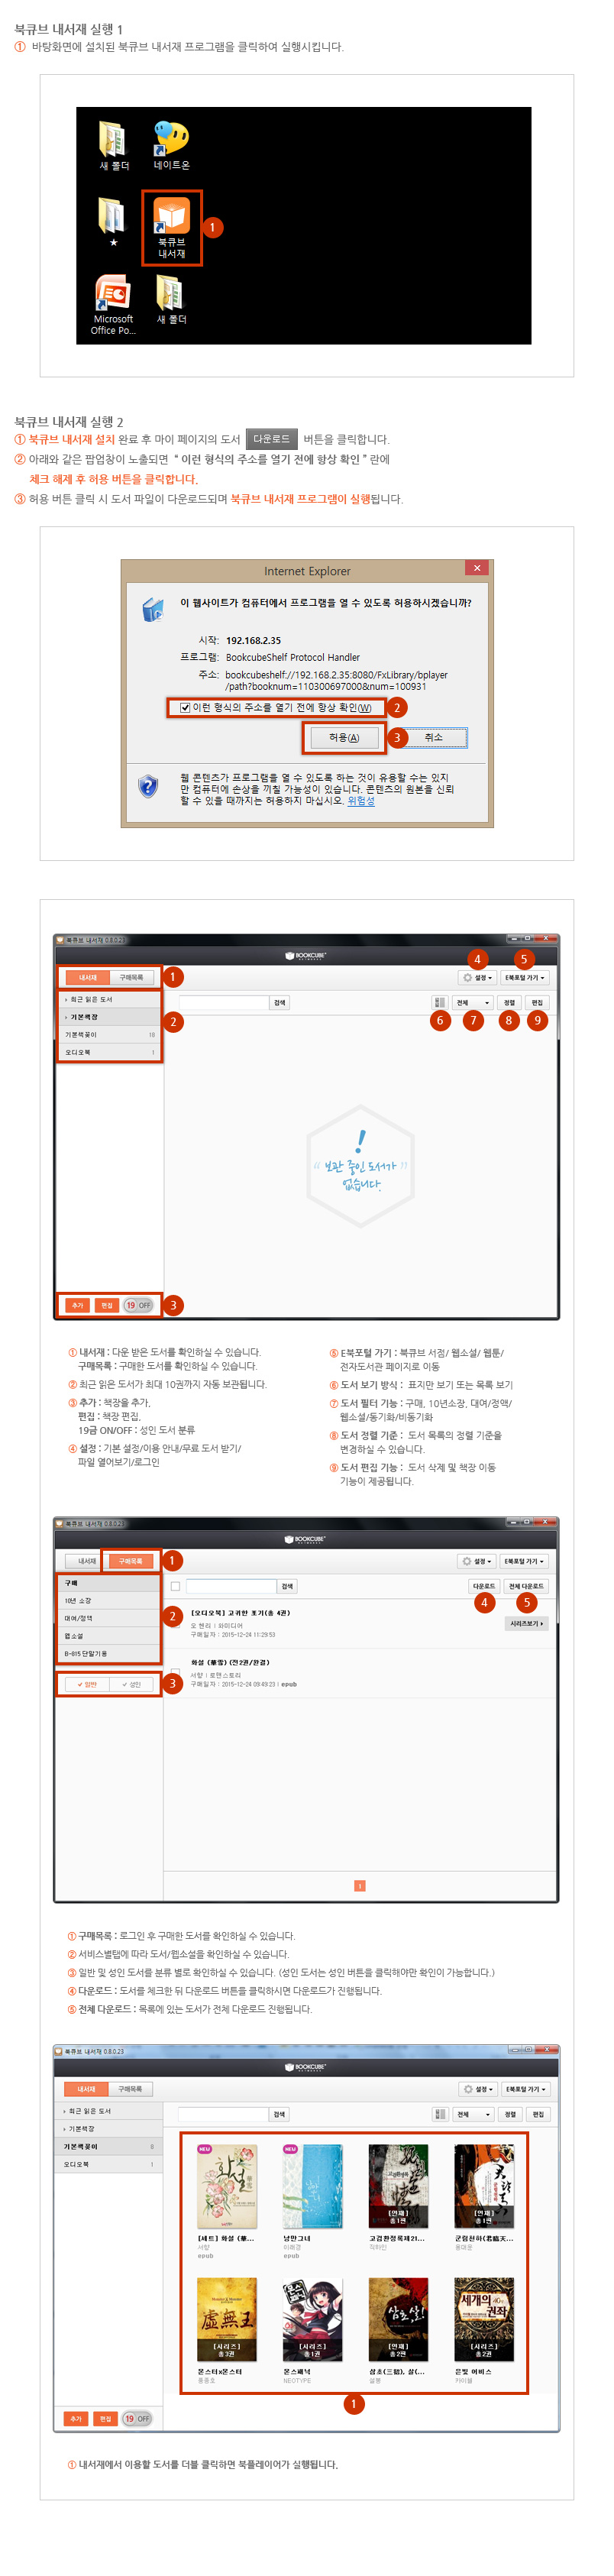 북큐브 내서재 실행 1
① 바탕화면에 설치된 북큐브 내서재 프로그램을 클릭하여 실행시킵니다.
새 폴더
네이트온
★
북큐브
내서재
1
Microsoft
Office Po...
새 폴더
북큐브 내서재 실행 2
① 북큐브 내서재 설치 완료 후 마이 페이지의 도서 다운로드 버튼을 클릭합니다.
② 아래와 같은 팝업창이 노출되면 “ 이런 형식의 주소를 열기 전에 항상 확인 ” 란에
체크 해제 후 허용 버튼을 클릭합니다.
③ 허용 버튼 클릭 시 도서 파일이 다운로드되며 북큐브 내서재 프로그램이 실행됩니다.
Internet Explorer
이 웹사이트가 컴퓨터에서 프로그램을 열 수 있도록 허용하시겠습니까?
시작: 192.168.2.35
프로그램: BookcubeShelf Protocol Handler
주소: bookcubeshelf://192.168.2.35:8080/FxLibrary/bplayer
/path?booknum=110300697000&num=100931
이런 형식의 주소를 열기 전에 항상 확인(W) 2
허용(A) 3 취소
웹 콘텐츠가 프로그램을 열 수 있도록 하는 것이 유용할 수는 있지
만 컴퓨터에 손상을 끼칠 가능성이 있습니다. 콘텐츠의 원본을 신뢰
할 수 있을 때까지는 허용하지 마십시오. 위험성
북큐브 내서재 0.8.0.23
BOOKCUBE
NETWORKS
4 5
내서재 구매목록 1 설정 E북포털 가기
최근 읽은 도서 검색 전체 정렬 편집
기본책장 2 6 7 8 9
기본책꽂이 18
오디오북 1
!
“ 보관 중인 도서가 ”
없습니다.
추가 편집 19 OFF 3
① 내서재 : 다운 받은 도서를 확인하실 수 있습니다.
구매목록 : 구매한 도서를 확인하실 수 있습니다.
② 최근 읽은 도서가 최대 10권까지 자동 보관됩니다.
③ 추가 : 책장을 추가,
편집 : 책장 편집,
19금 ON/OFF : 성인 도서 분류
④ 설정 : 기본 설정/이용 안내/무료 도서 받기/
파일 열어보기/로그인
⑤ E북포털 가기 : 북큐브 서점/ 웹소설/ 웹툰/
전자도서관 페이지로 이동
⑥ 도서 보기 방식 : 표지만 보기 또는 목록 보기
⑦ 도서 필터 기능 : 구매, 10년소장, 대여/정액/
웹소설/동기화/비동기화
⑧ 도서 정렬 기준 : 도서 목록의 정렬 기준을
변경하실 수 있습니다.
⑨ 도서 편집 기능 : 도서 삭제 및 책장 이동
기능이 제공됩니다.
북큐브 내서재 0.8.0.23
BOOKCUBE
NETWORKS
내서재 구매목록 1 설정 E북포털 가기
구매 검색 다운로드 전체 다운로드
10년 소장 4 5
대여/정액 2
웹소설
B-815 단말기용
일반 성인 3
[오디오북] 고귀한 초기(총 4권)
오 헨리 | 와미디어
구매일자 : 2015-12-24 11:29:53
시리즈보기
화설 (華雪) (전2권/완결)
서향 | 로맨스토리
구매일자 : 2015-12-24 09:49:23 | epub
1
① 구매목록 : 로그인 후 구매한 도서를 확인하실 수 있습니다.
② 서비스별탭에 따라 도서/웹소설을 확인하실 수 있습니다.
③ 일반 및 성인 도서를 분류 별로 확인하실 수 있습니다. (성인 도서는 성인 버튼을 클릭해야만 확인이 가능합니다.)
④ 다운로드 : 도서를 체크한 뒤 다운로드 버튼을 클릭하시면 다운로드가 진행됩니다.
⑤ 전체 다운로드 : 목록에 있는 도서가 전체 다운로드 진행됩니다.
북큐브 내서재 0.8.0.23
BOOKCUBE
NETWORKS
내서재 구매목록 설정 E북포털 가기
최근 읽은 도서 검색 전체 정렬 편집
기본책장
기본책꽂이 8
오디오북 1
NEU NEU
화설
[연재]
총1권
[연재]
총1권
[세트] 화설 (華... 낭만그녀 고검환정록제21... 군림천하(君臨天...
서향 이래경 용대운
epub epub
虛無王
[시리즈]
총3권
[시리즈]
총1권
삼초, 살!
[연재]
총2편
세개의
권좌
[시리즈]
총2권
몬스터x몬스터 몬스패닉 삼초(三招), 살(... 문빛 어비스
홍종호 NEOTYPE 설봉 카이첼
1
추가 편집 19 OFF
① 내서재에서 이용할 도서를 더블 클릭하면 북플레이어가 실행됩니다.